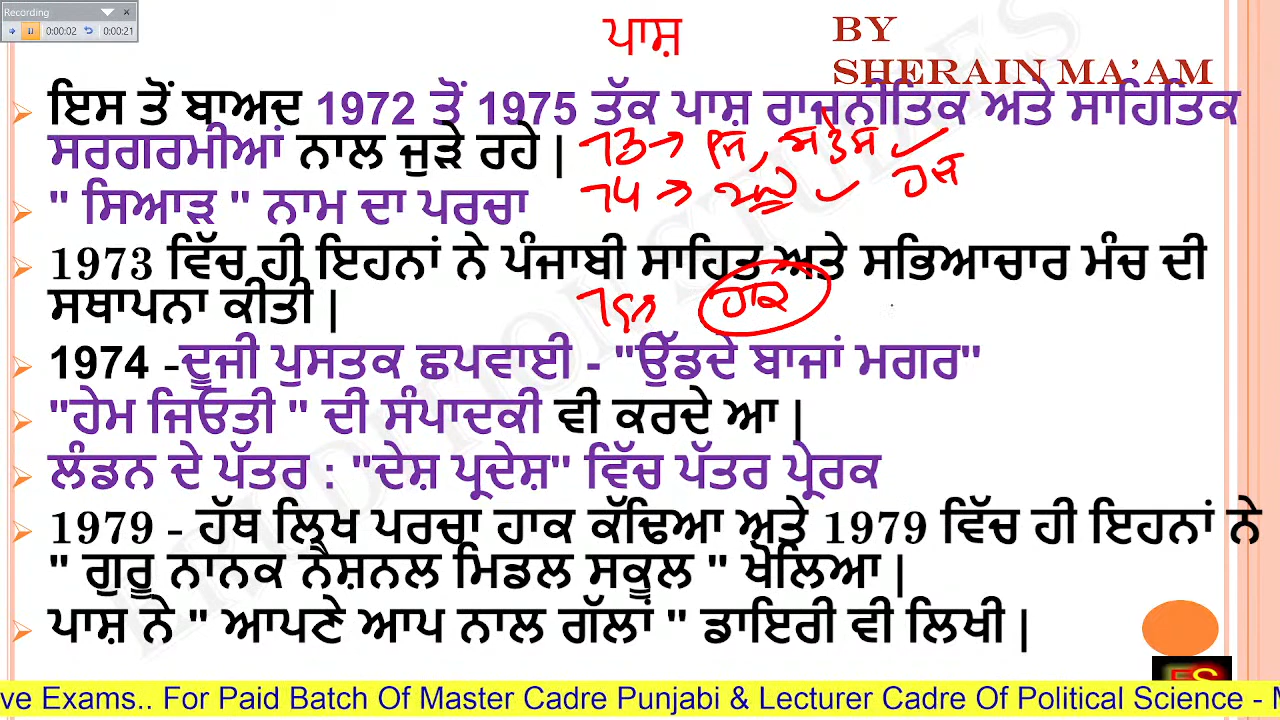 Recording
0:00:02
0:00:21
ਪਾਸ਼
BY
SHERAIN MA'AM
ਇਸ ਤੋਂ ਬਾਅਦ 1972 ਤੋਂ 1975 ਤੱਕ ਪਾਸ਼ ਰਾਜਨੀਤਿਕ ਅਤੇ ਸਾਹਿਤਿਕ
ਸਰਗਰਮੀਆਂ ਨਾਲ ਜੁੜੇ ਰਹੇ |
73 →
" ਸਿਆੜ " ਨਾਮ ਦਾ ਪਰਚਾ
74 →
1973 ਵਿੱਚ ਹੀ ਇਹਨਾਂ ਨੇ ਪੰਜਾਬੀ ਸਾਹਿਤ ਅਤੇ ਸਭਿਆਚਾਰ ਮੰਚ ਦੀ
ਸਥਾਪਨਾ ਕੀਤੀ |
ਹਾਕ
1974 -ਦੂਜੀ ਪੁਸਤਕ ਛਪਵਾਈ - "ਉੱਡਦੇ ਬਾਜਾਂ ਮਗਰ"
"ਹੇਮ ਜਿਓਤੀ " ਦੀ ਸੰਪਾਦਕੀ ਵੀ ਕਰਦੇ ਆ |
ਲੰਡਨ ਦੇ ਪੱਤਰ : "ਦੇਸ਼ ਪ੍ਰਦੇਸ਼" ਵਿੱਚ ਪੱਤਰ ਪ੍ਰੇਰਕ
1979 - ਹੱਥ ਲਿਖ ਪਰਚਾ ਹਾਕ ਕੱਢਿਆ ਅਤੇ 1979 ਵਿੱਚ ਹੀ ਇਹਨਾਂ ਨੇ
" ਗੁਰੂ ਨਾਨਕ ਨੈਸ਼ਨਲ ਮਿਡਲ ਸਕੂਲ " ਖੋਲਿਆ |
ਪਾਸ਼ ਨੇ " ਆਪਣੇ ਆਪ ਨਾਲ ਗੱਲਾਂ " ਡਾਇਰੀ ਵੀ ਲਿਖੀ |
ve Exams.. For Paid Batch Of Master Cadre Punjabi & Lecturer Cadre Of Political Science -